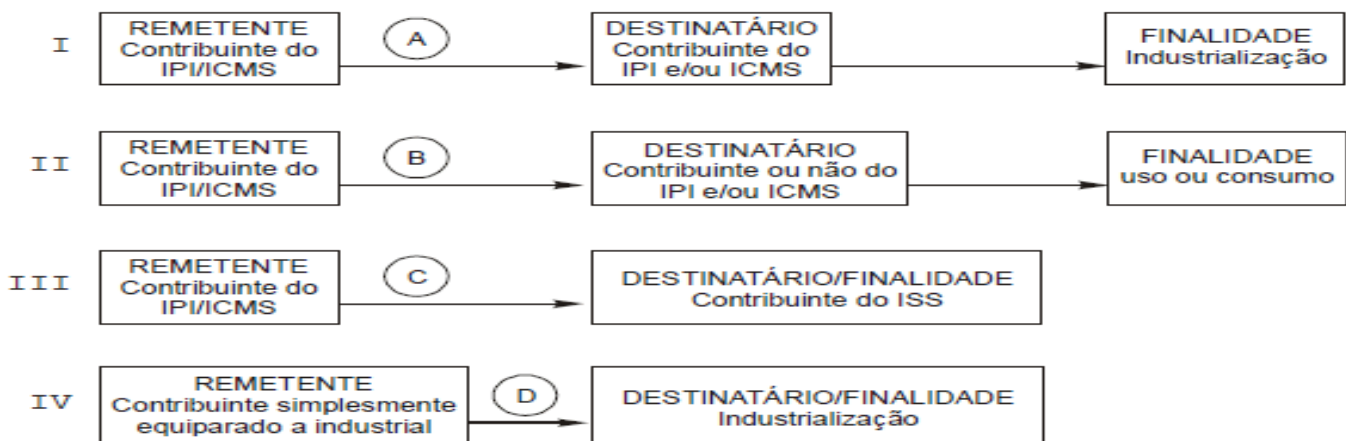 I
REMETENTE
Contribuinte do
IPI/ICMS
A
DESTINATÁRIO
Contribuinte do
IPI e/ou ICMS
FINALIDADE
Industrialização
II
REMETENTE
Contribuinte do
IPI/ICMS
B
DESTINATÁRIO
Contribuinte ou não do
IPI e/ou ICMS
FINALIDADE
uso ou consumo
III
REMETENTE
Contribuinte do
IPI/ICMS
C
DESTINATÁRIO/FINALIDADE
Contribuinte do ISS
IV
REMETENTE
Contribuinte simplesmente
equiparado a industrial
D
DESTINATÁRIO/FINALIDADE
Industrialização